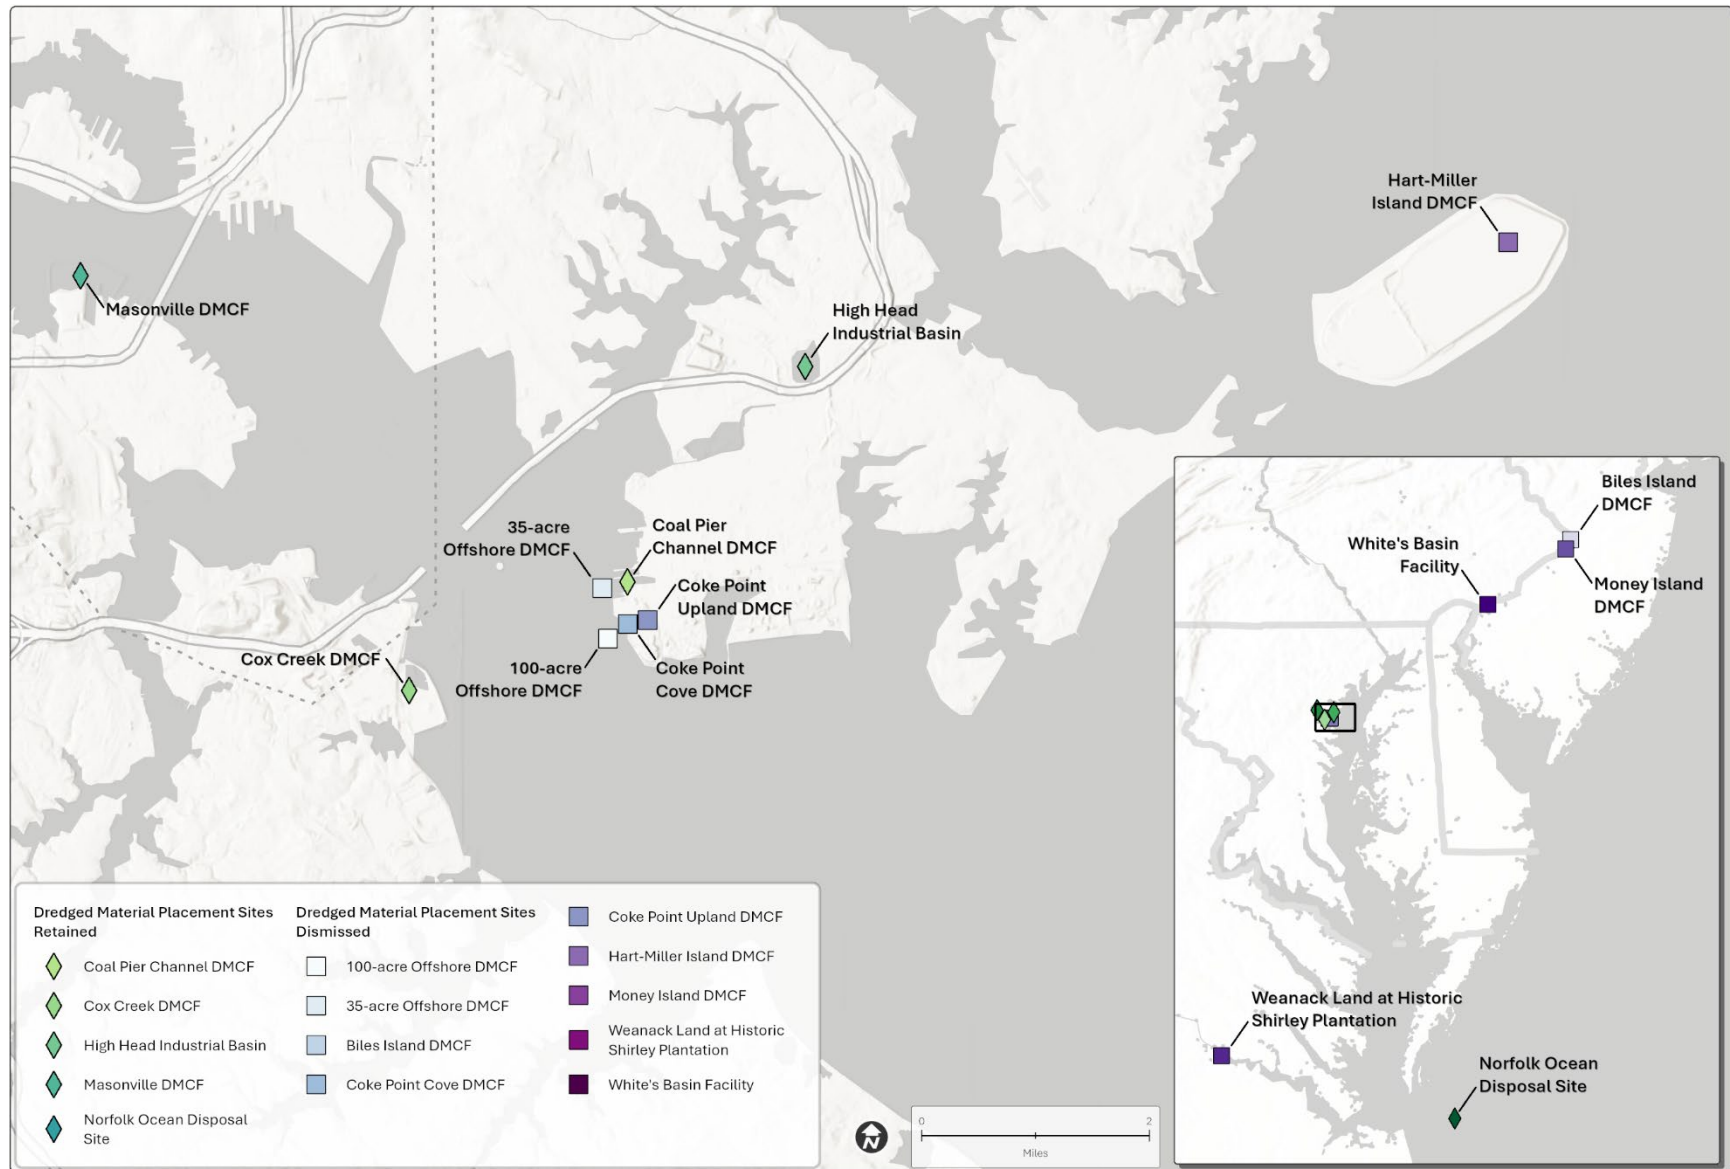 Hart-Miller
Island DMCF
Masonville DMCF
High Head
Industrial Basin
35-acre
Offshore DMCF
Coal Pier
Channel DMCF
Coke Point
Upland DMCF
Cox Creek DMCF
100-acre
Offshore DMCF
Coke Point
Cove DMCF
Biles Island
DMCF
White's Basin
Facility
Money Island
DMCF
Weanack Land at Historic
Shirley Plantation
Norfolk Ocean
Disposal Site
Dredged Material Placement Sites
Retained
Coal Pier Channel DMCF
Cox Creek DMCF
High Head Industrial Basin
Masonville DMCF
Norfolk Ocean Disposal
Site
Dredged Material Placement Sites
Dismissed
100-acre Offshore DMCF
35-acre Offshore DMCF
Biles Island DMCF
Coke Point Cove DMCF
Coke Point Upland DMCF
Hart-Miller Island DMCF
Money Island DMCF
Weanack Land at Historic
Shirley Plantation
White's Basin Facility
N
0 2
Miles